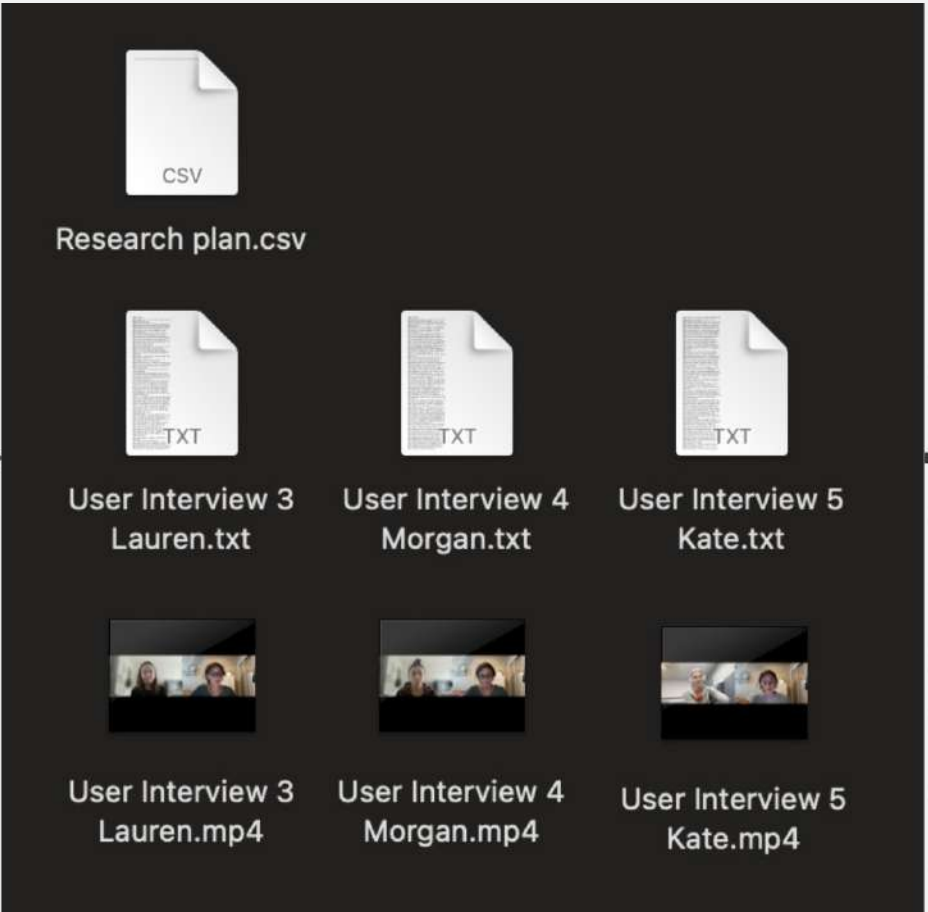 CSV
Research plan.csv
TXT
TXT
TXT
User Interview 3
Lauren.txt
User Interview 4
Morgan.txt
User Interview 5
Kate.txt
User Interview 3
Lauren.mp4
User Interview 4
Morgan.mp4
User Interview 5
Kate.mp4